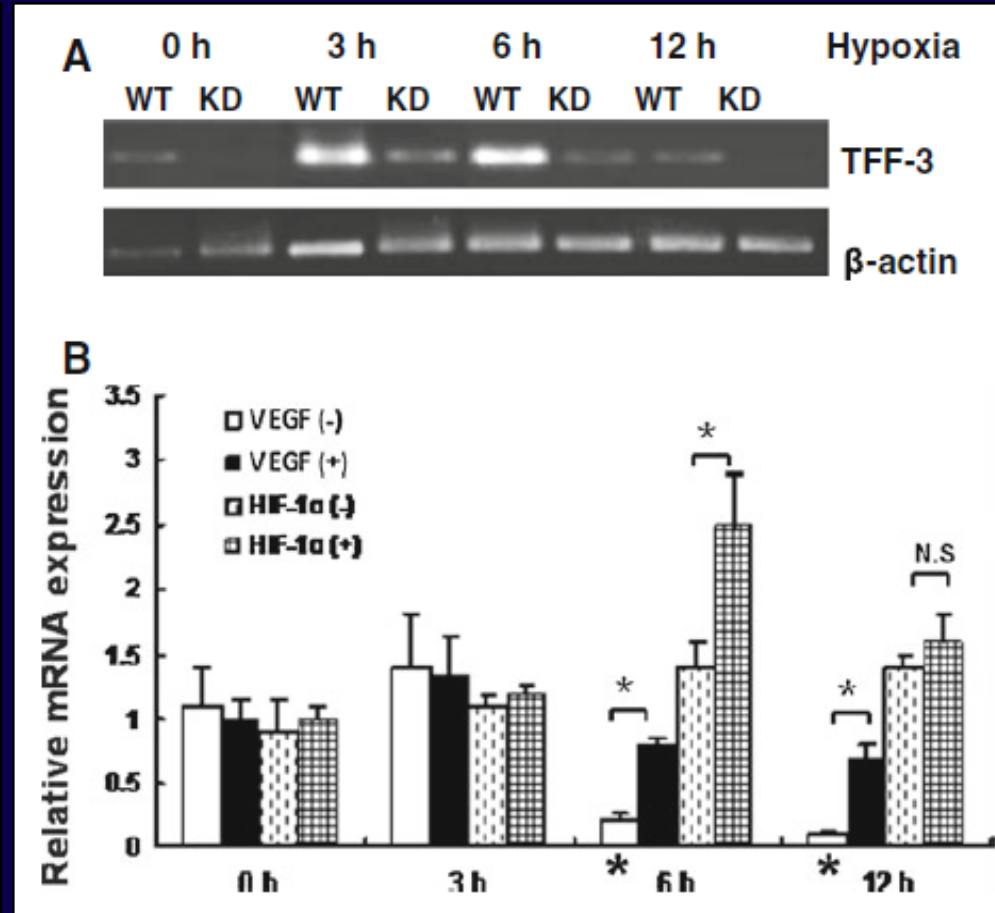 A 0 h 3 h 6 h 12 h Hypoxia
WT KD WT KD WT KD WT KD
TFF-3
β-actin
B
Relative mRNA expression
3.5
3
2.5
2
1.5
1
0.5
0
VEGF (-)
VEGF (+)
HIF-1α (-)
HIF-1α (+)
*
N.S
*
*
* *
0 h 3 h 6 h 12 h